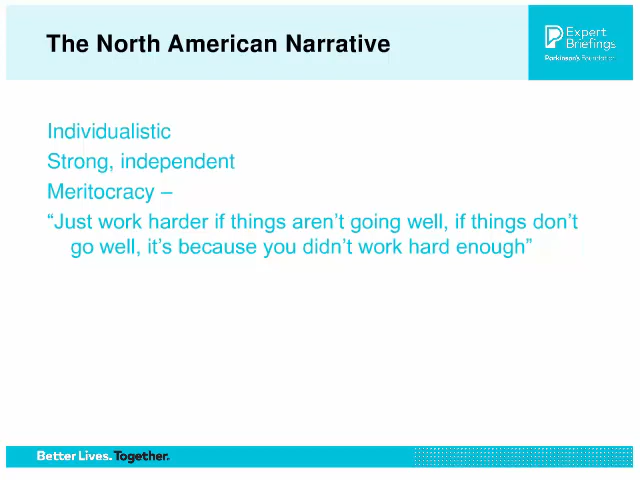 The North American Narrative
Expert
Briefings
Parkinson's Foundation
Individualistic
Strong, independent
Meritocracy –
“Just work harder if things aren’t going well, if things don’t
go well, it’s because you didn’t work hard enough”
Better Lives. Together.